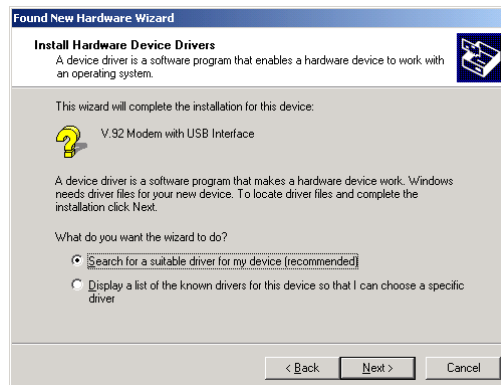 Found New Hardware Wizard
Install Hardware Device Drivers
A device driver is a software program that enables a hardware device to work with
an operating system.
This wizard will complete the installation for this device:
V.92 Modem with USB Interface
A device driver is a software program that makes a hardware device work. Windows
needs driver files for your new device. To locate driver files and complete the
installation click Next.
What do you want the wizard to do?
Search for a suitable driver for my device (recommended)
Display a list of the known drivers for this device so that I can choose a specific
driver
< Back
Next >
Cancel